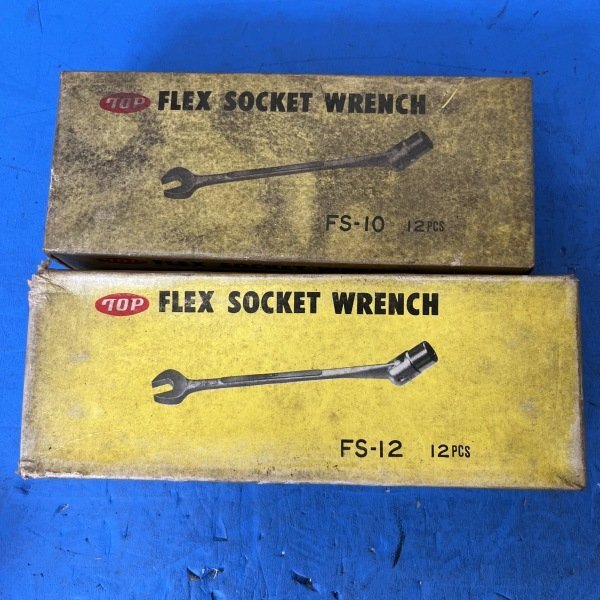 TOP FLEX SOCKET WRENCH
FS-10 12PCS
TOP FLEX SOCKET WRENCH
FS-12 12PCS